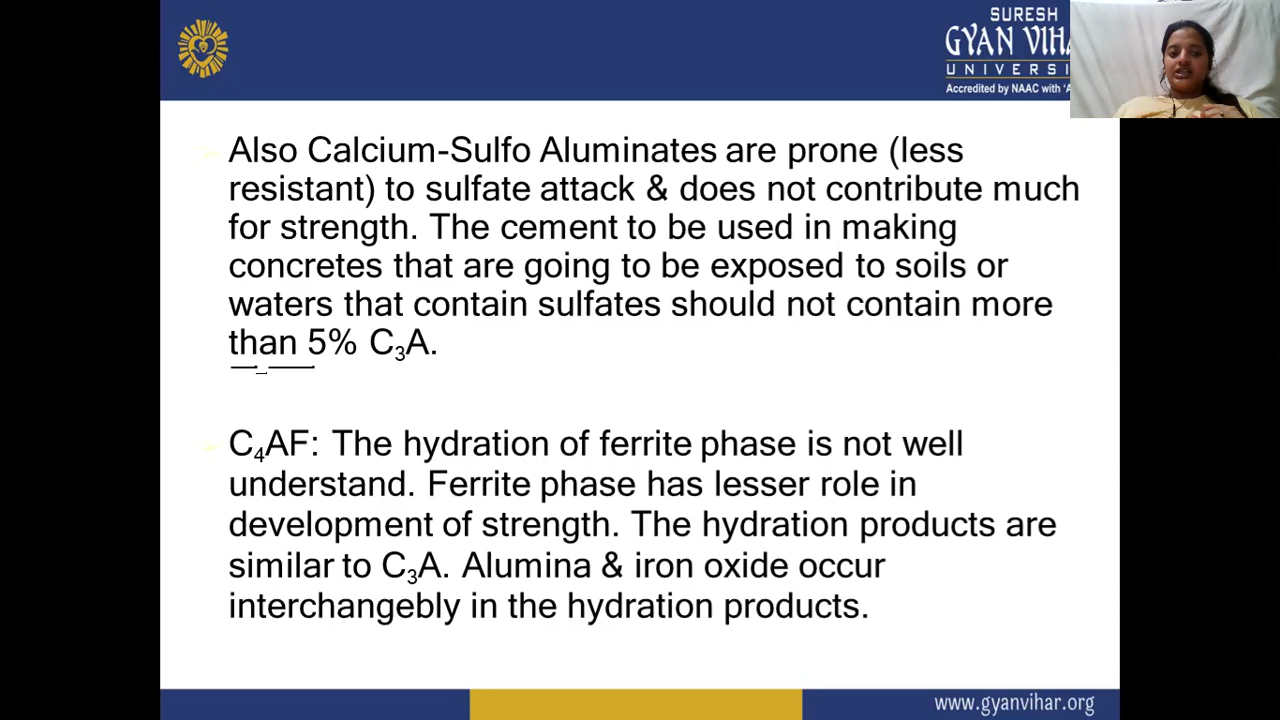 SURESH
GYAN VIHA
UNIVERSI
Accredited by NAAC with 'A
Also Calcium-Sulfo Aluminates are prone (less
resistant) to sulfate attack & does not contribute much
for strength. The cement to be used in making
concretes that are going to be exposed to soils or
waters that contain sulfates should not contain more
than 5% C₃A.
C₄AF: The hydration of ferrite phase is not well
understand. Ferrite phase has lesser role in
development of strength. The hydration products are
similar to C₃A. Alumina & iron oxide occur
interchangebly in the hydration products.
www.gyanvihar.org